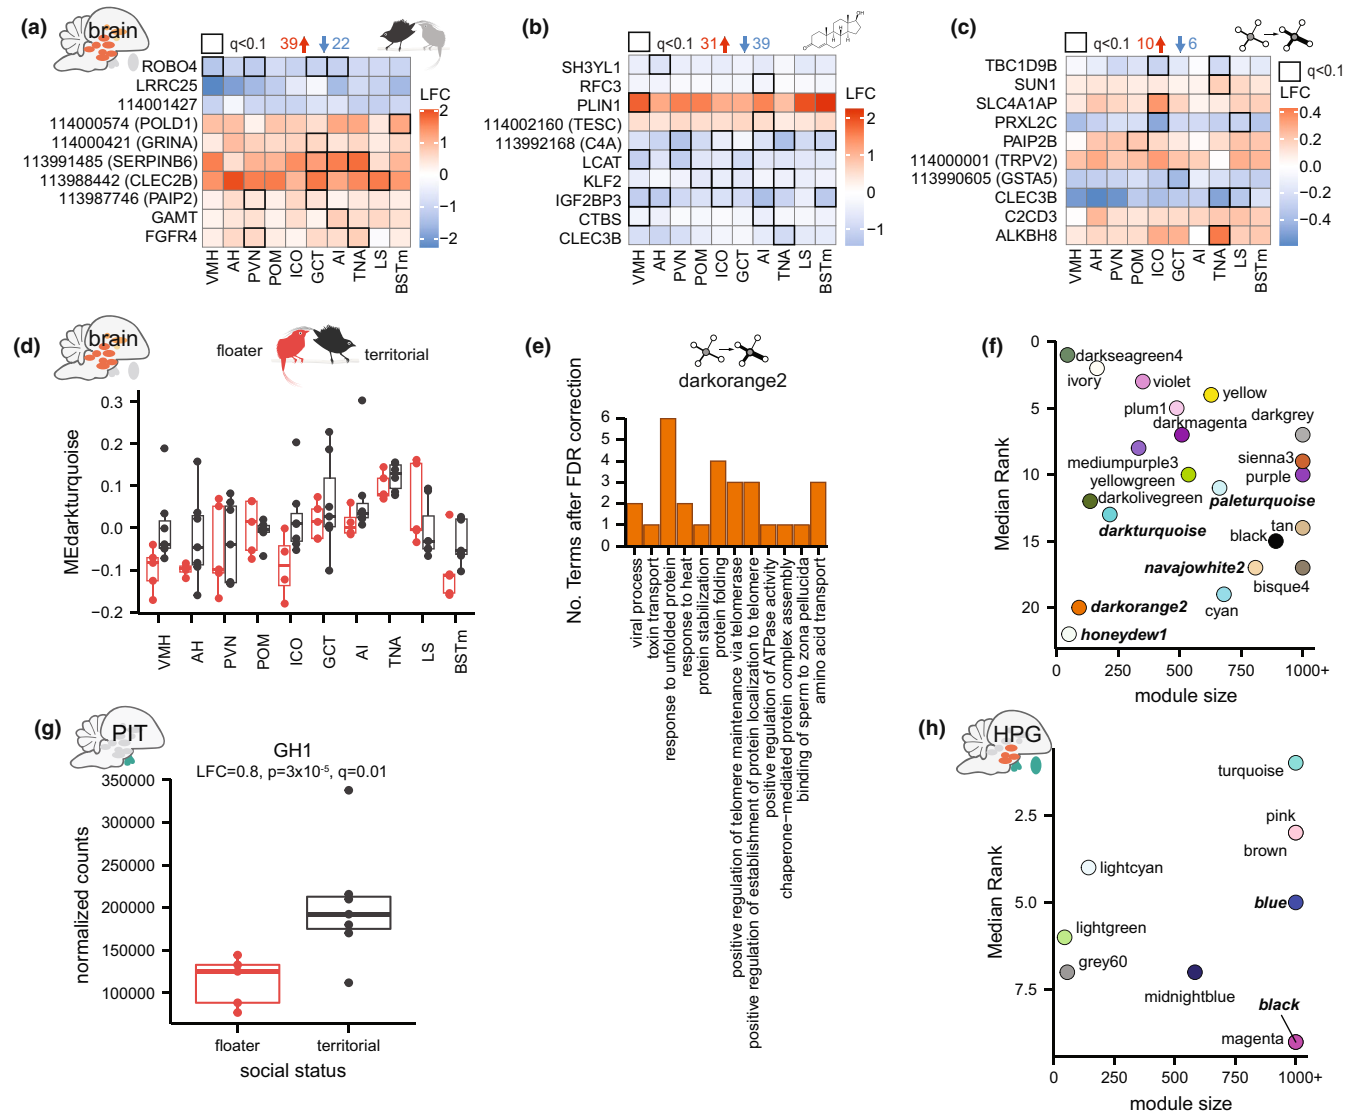 (a)
brain
q<0.1 39 22
ROBO4
LRRC25
114001427
114000574 (POLD1)
114000421 (GRINA)
113991485 (SERPINB6)
113988442 (CLEC2B)
113987746 (PAIP2)
GAMT
FGFR4
VMH AH PVN POM ICO GCT AI TNA LS BSTm
LFC
2
1
0
−1
−2
(b)
q<0.1 31 39
OH
H
H
H
O
SH3YL1
RFC3
PLIN1
114002160 (TESC)
113992168 (C4A)
LCAT
KLF2
IGF2BP3
CTBS
CLEC3B
VMH AH PVN POM ICO GCT AI TNA LS BSTm
LFC
2
1
0
−1
(c)
q<0.1 10 6
TBC1D9B
SUN1
SLC4A1AP
PRXL2C
PAIP2B
114000001 (TRPV2)
113990605 (GSTA5)
CLEC3B
C2CD3
ALKBH8
VMH AH PVN POM ICO GCT AI TNA LS BSTm
q<0.1
LFC
0.4
0.2
0.0
−0.2
−0.4
(d)
brain
floater
territorial
MEdarkturquoise
0.3
0.2
0.1
0.0
−0.1
−0.2
VMH AH PVN POM ICO GCT AI TNA LS BSTm
(e)
darkorange2
No. Terms after FDR correction
6
5
4
3
2
1
0
viral process
toxin transport
response to unfolded protein
response to heat
protein stabilization
protein folding
positive regulation of telomere maintenance via telomerase
positive regulation of establishment of protein localization to telomere
positive regulation of ATPase activity
chaperone−mediated protein complex assembly
binding of sperm to zona pellucida
amino acid transport
(f)
Median Rank
0
5
10
15
20
darkseagreen4
ivory
violet
yellow
plum1
darkmagenta
darkgrey
mediumpurple3
sienna3
yellowgreen
purple
darkolivegreen
paleturquoise
darkturquoise
tan
black
navajowhite2
bisque4
darkorange2
cyan
honeydew1
0 250 500 750 1000+
module size
(g)
PIT
GH1
LFC=0.8, p=3x10⁻⁵, q=0.01
normalized counts
350000
300000
250000
200000
150000
100000
floater territorial
social status
(h)
HPG
Median Rank
2.5
5.0
7.5
turquoise
pink
brown
lightcyan
blue
lightgreen
grey60
midnightblue
black
magenta
0 250 500 750 1000+
module size